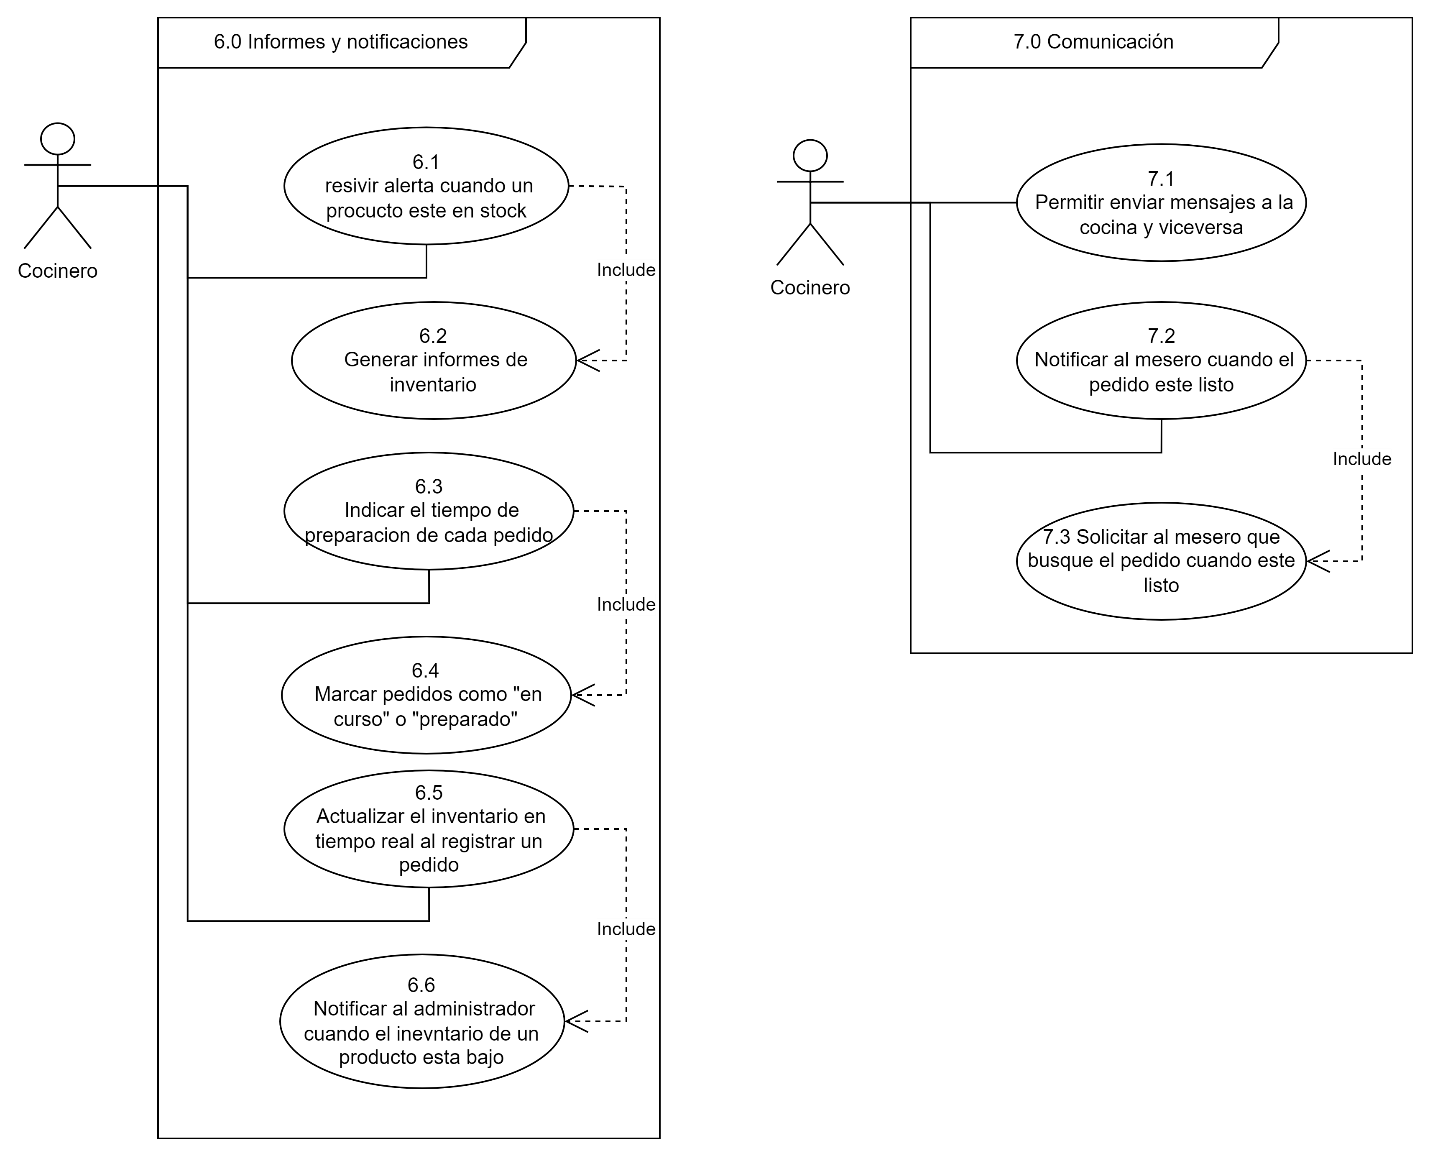 6.0 Informes y notificaciones
Cocinero
6.1
resivir alerta cuando un
procucto este en stock
Include
6.2
Generar informes de
inventario
6.3
Indicar el tiempo de
preparacion de cada pedido
Include
6.4
Marcar pedidos como "en
curso" o "preparado"
6.5
Actualizar el inventario en
tiempo real al registrar un
pedido
Include
6.6
Notificar al administrador
cuando el inevntario de un
producto esta bajo
7.0 Comunicación
Cocinero
7.1
Permitir enviar mensajes a la
cocina y viceversa
7.2
Notificar al mesero cuando el
pedido este listo
Include
7.3 Solicitar al mesero que
busque el pedido cuando este
listo